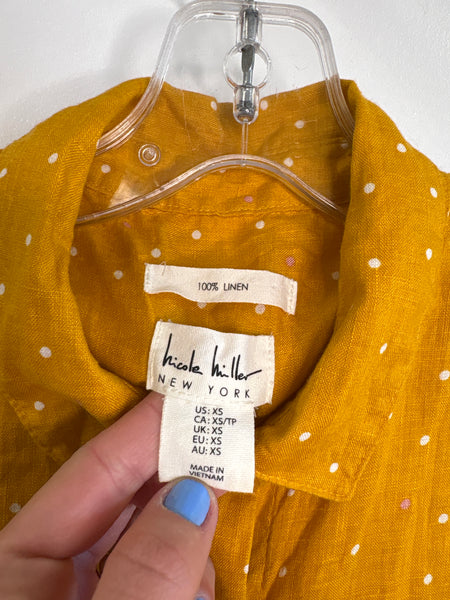 100% LINEN
nicole miller
NEW YORK
US: XS
CA: XS/TP
UK: XS
EU: XS
AU: XS
MADE IN
VIETNAM